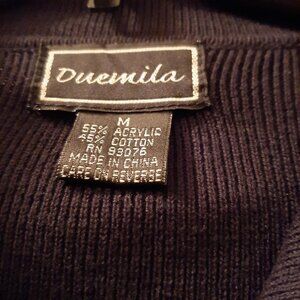 Duemila
M
55% ACRYLIC
45% COTTON
RN 93076
MADE IN CHINA
CARE ON REVERSE